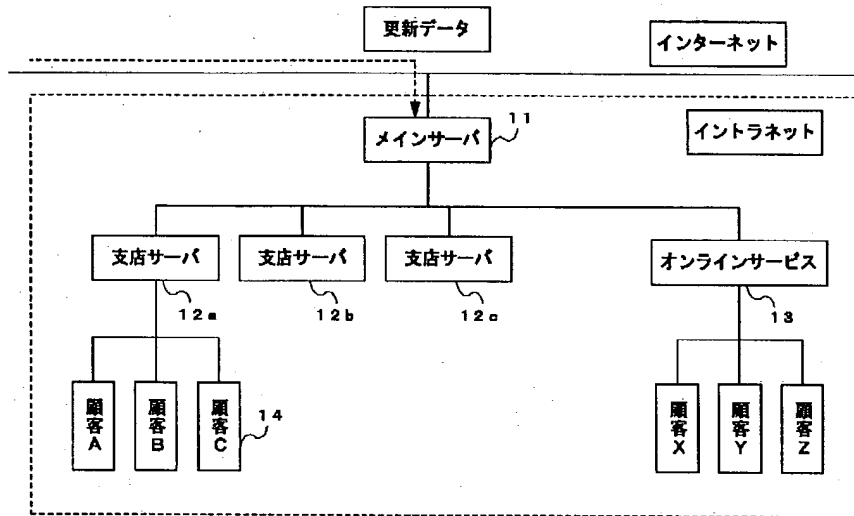 更新データ
インターネット
メインサーバ
11
イントラネット
支店サーバ
支店サーバ
支店サーバ
オンラインサービス
12a
12b
12c
13
顧客A
顧客B
顧客C
14
顧客X
顧客Y
顧客Z